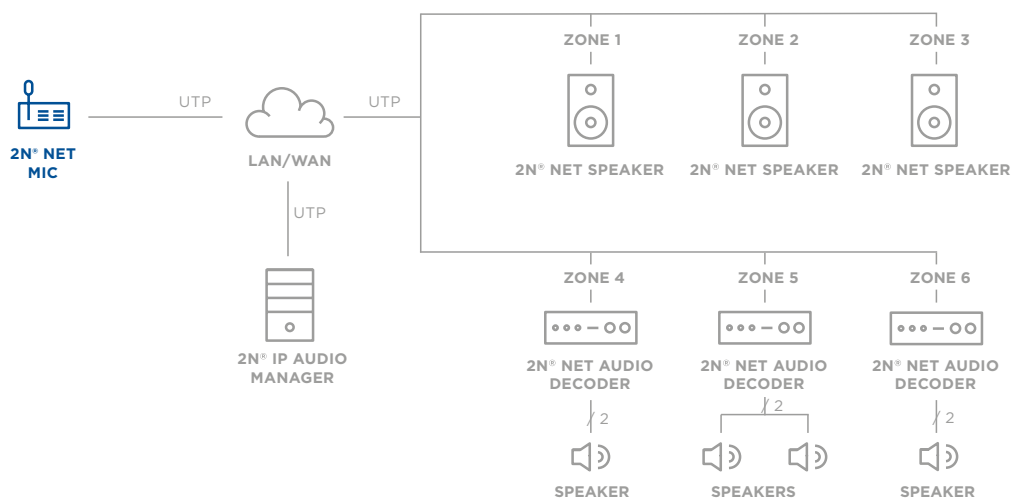 ZONE 1
ZONE 2
ZONE 3
UTP
UTP
2N® NET
MIC
LAN/WAN
2N® NET SPEAKER
2N® NET SPEAKER
2N® NET SPEAKER
UTP
ZONE 4
ZONE 5
ZONE 6
2N® IP AUDIO
MANAGER
2N® NET AUDIO
DECODER
2N® NET AUDIO
DECODER
2N® NET AUDIO
DECODER
2
2
2
SPEAKER
SPEAKERS
SPEAKER